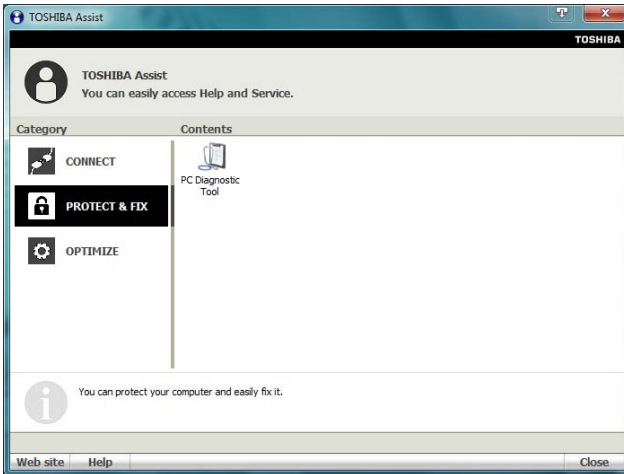 TOSHIBA Assist
TOSHIBA
TOSHIBA Assist
You can easily access Help and Service.
Category
Contents
CONNECT
PROTECT & FIX
OPTIMIZE
PC Diagnostic
Tool
You can protect your computer and easily fix it.
Web site
Help
Close